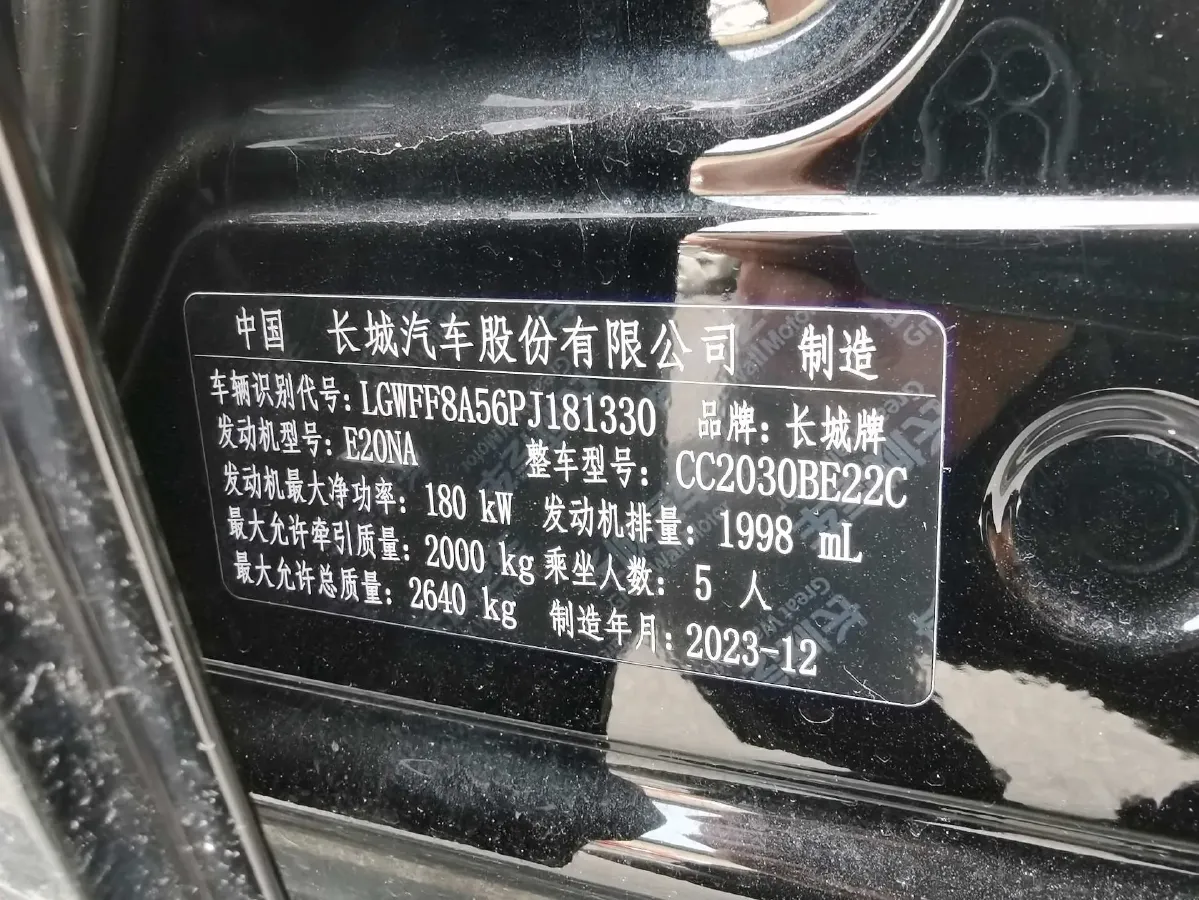 中国 长城汽车股份有限公司 制造
车辆识别代号：LGWFF8A56PJ181330 品牌：长城牌
发动机型号：E20NA 整车型号：CC2030BE22C
发动机最大净功率：180 kW 发动机排量：1998 mL
最大允许牵引质量：2000 kg 乘坐人数：5 人
最大允许总质量：2640 kg 制造年月：2023-12